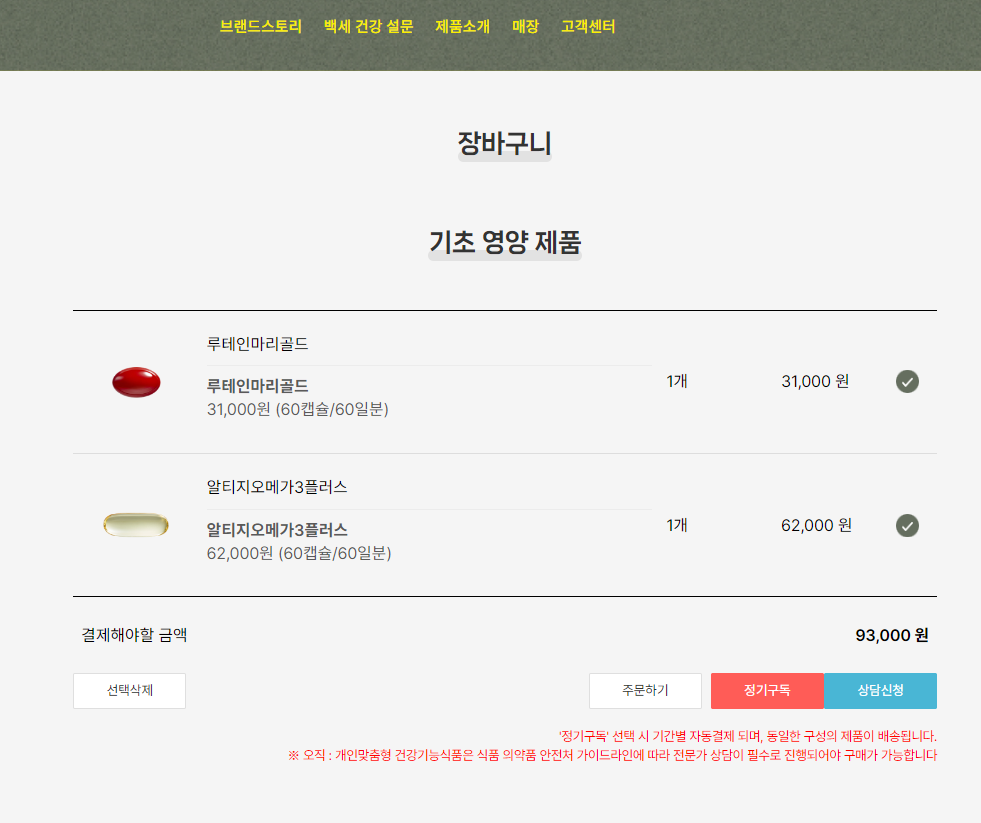 브랜드스토리 백세 건강 설문 제품소개 매장 고객센터
장바구니
기초 영양 제품
루테인마리골드
루테인마리골드
31,000원 (60캡슐/60일분)
1개
31,000 원
알티지오메가3플러스
알티지오메가3플러스
62,000원 (60캡슐/60일분)
1개
62,000 원
결제해야할 금액
93,000 원
선택삭제
주문하기
정기구독
상담신청
'정기구독' 선택 시 기간별 자동결제 되며, 동일한 구성의 제품이 배송됩니다.
※ 오직 : 개인맞춤형 건강기능식품은 식품 의약품 안전처 가이드라인에 따라 전문가 상담이 필수로 진행되어야 구매가 가능합니다